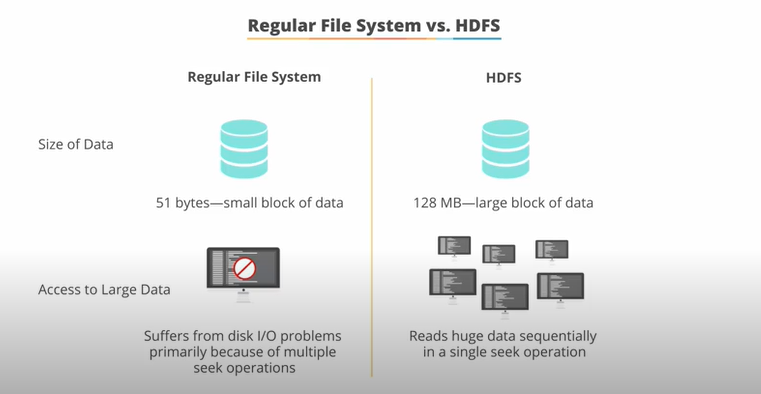 Regular File System vs. HDFS
Regular File System
HDFS
Size of Data
51 bytes—small block of data
128 MB—large block of data
Access to Large Data
Suffers from disk I/O problems
primarily because of multiple
seek operations
Reads huge data sequentially
in a single seek operation